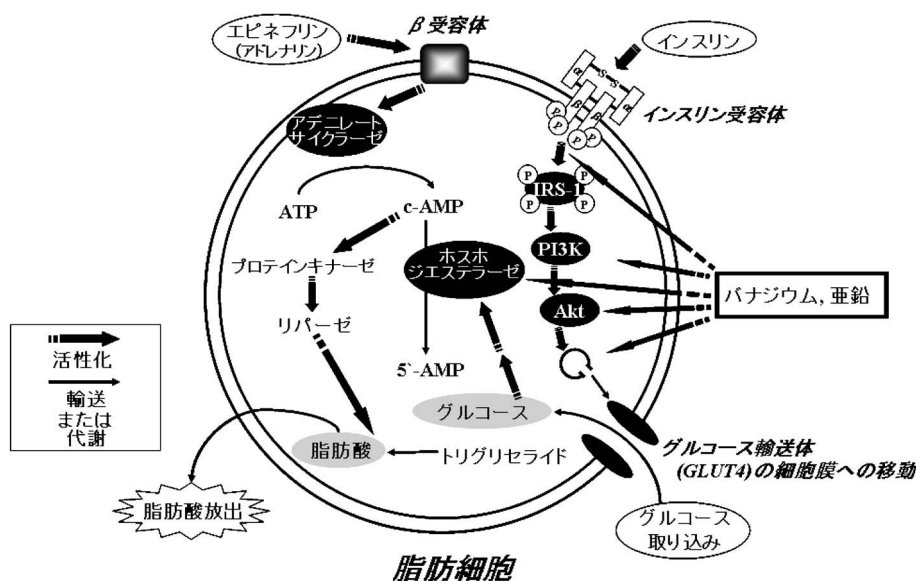 エピネフリン
(アドレナリン)
β受容体
インスリン
α
S-S
α
β
β
P
P
P
P
インスリン受容体
アデニレート
サイクラーゼ
P
P
IRS-1
P
P
ATP
c-AMP
PI3K
プロテインキナーゼ
ホスホ
ジエステラーゼ
バナジウム, 亜鉛
Akt
リパーゼ
活性化
輸送
または
代謝
5`-AMP
グルコース
脂肪酸
トリグリセライド
グルコース輸送体
(GLUT4)の細胞膜への移動
脂肪酸放出
グルコース
取り込み
脂肪細胞